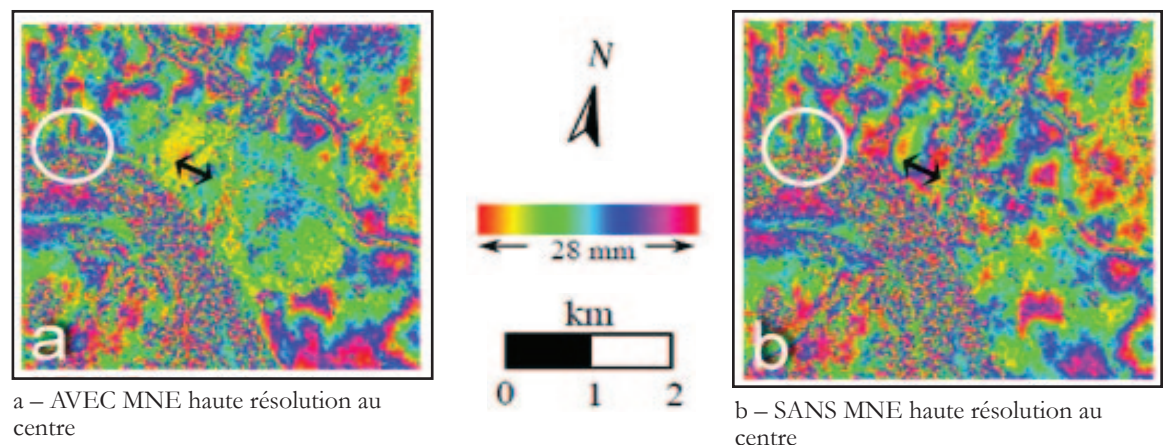 a
N
28 mm
km
0 1 2
b
a – AVEC MNE haute résolution au
centre
b – SANS MNE haute résolution au
centre